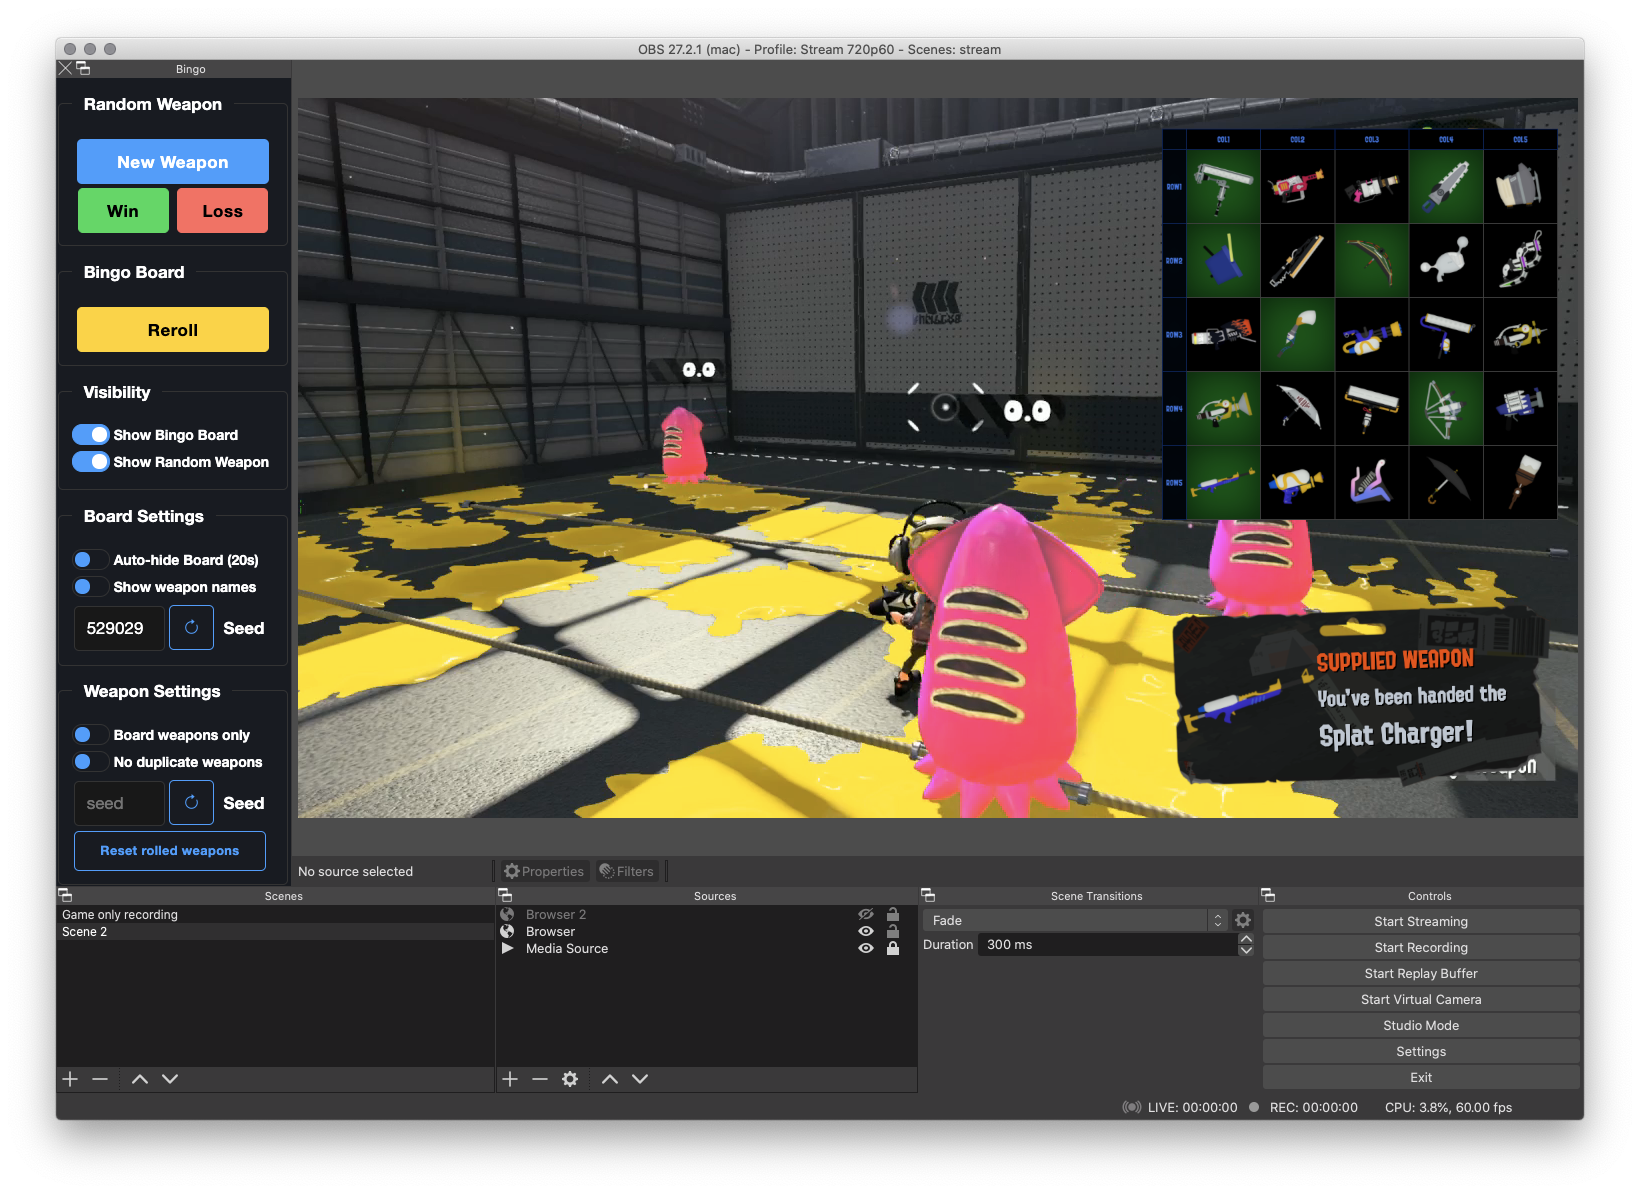 OBS 27.2.1 (mac) - Profile: Stream 720p60 - Scenes: stream
Bingo
Random Weapon
New Weapon
Win
Loss
Bingo Board
Reroll
Visibility
Show Bingo Board
Show Random Weapon
Board Settings
Auto-hide Board (20s)
Show weapon names
529029
Seed
Weapon Settings
Board weapons only
No duplicate weapons
seed
Seed
Reset rolled weapons
COL1 COL2 COL3 COL4 COL5
ROW1
ROW2
ROW3
ROW4
ROW5
0.0
0.0
SUPPLIED WEAPON
You've been handed the
Splat Charger!
No source selected
Properties
Filters
Scenes
Game only recording
Scene 2
Sources
Browser 2
Browser
Media Source
Scene Transitions
Fade
Duration 300 ms
Controls
Start Streaming
Start Recording
Start Replay Buffer
Start Virtual Camera
Studio Mode
Settings
Exit
LIVE: 00:00:00 REC: 00:00:00 CPU: 3.8%, 60.00 fps